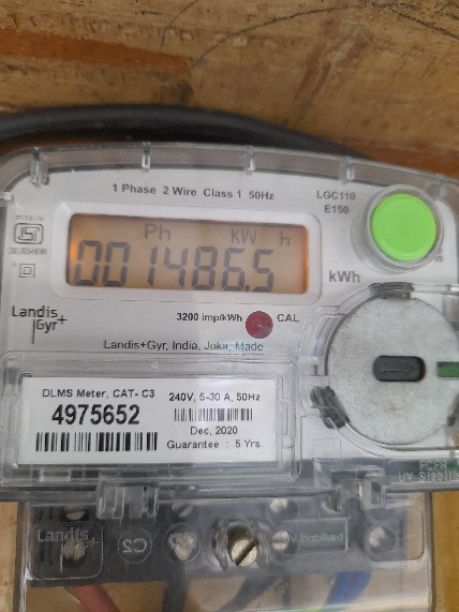 1 Phase 2 Wire Class 1 50Hz
LGC110
E150
Ph kW h
001486.5
kWh
Landis+
Gyr
3200 imp/kWh CAL
Landis+Gyr, India, Joka, Made
DLMS Meter, CAT- C3
240V, 5-30 A, 50Hz
4975652
Dec, 2020
Guarantee : 5 Yrs.
Landis+
Gyr
C2
V-Stabilised